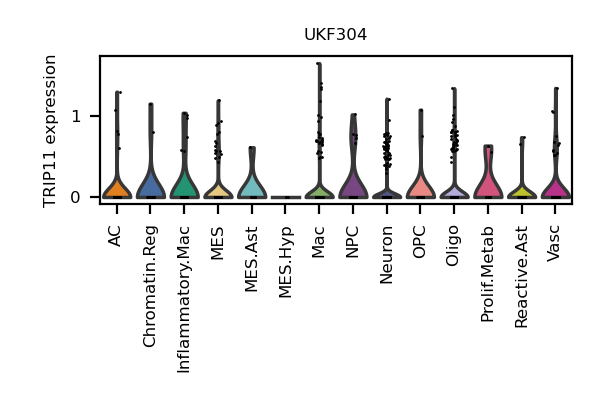 UKF304
TRIP11 expression
1
0
AC
Chromatin.Reg
Inflammatory.Mac
MES
MES.Ast
MES.Hyp
Mac
NPC
Neuron
OPC
Oligo
Prolif.Metab
Reactive.Ast
Vasc